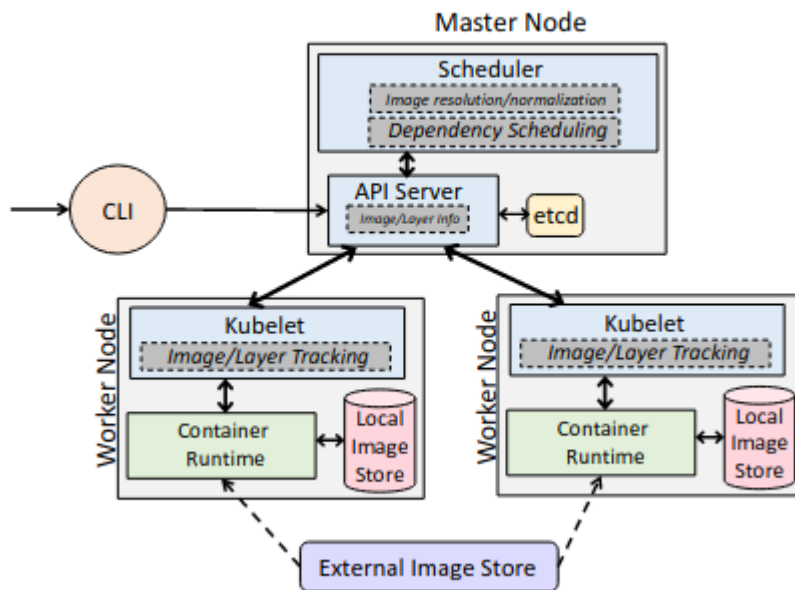 Master Node
Scheduler
Image resolution/normalization
Dependency Scheduling
API Server
Image/Layer Info
etcd
CLI
Worker Node
Kubelet
Image/Layer Tracking
Container
Runtime
Local
Image
Store
Worker Node
Kubelet
Image/Layer Tracking
Container
Runtime
Local
Image
Store
External Image Store